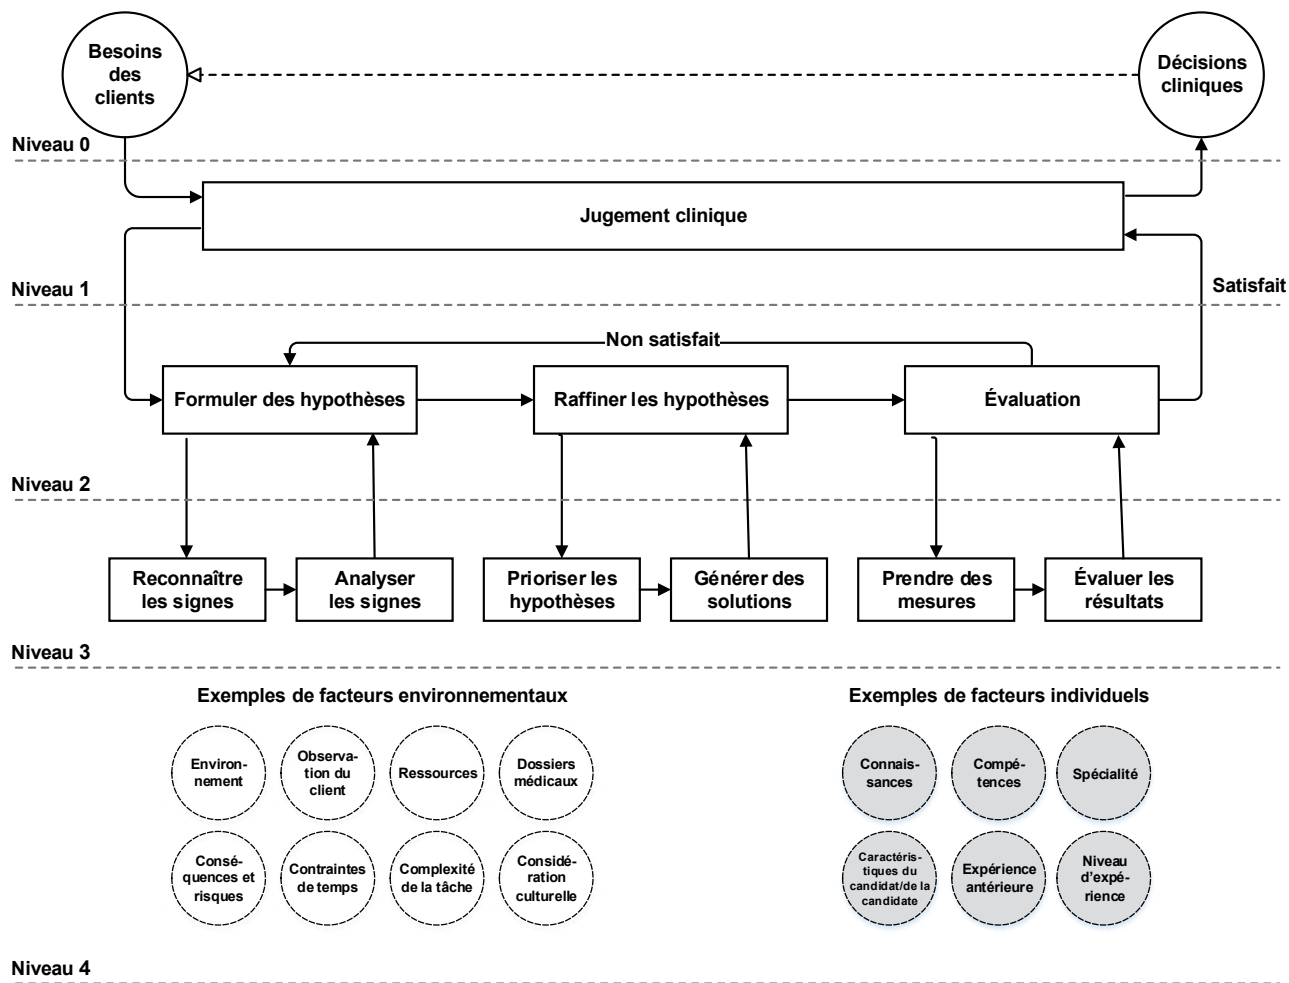 Besoins
des
clients
Décisions
cliniques
Niveau 0
Jugement clinique
Niveau 1
Satisfait
Non satisfait
Formuler des hypothèses
Raffiner les hypothèses
Évaluation
Niveau 2
Reconnaître
les signes
Analyser
les signes
Prioriser les
hypothèses
Générer des
solutions
Prendre des
mesures
Évaluer les
résultats
Niveau 3
Exemples de facteurs environnementaux
Exemples de facteurs individuels
Environ-
nement
Observa-
tion du
client
Ressources
Dossiers
médicaux
Connais-
sances
Compé-
tences
Spécialité
Consé-
quences et
risques
Contraintes
de temps
Complexité
de la tâche
Considé-
ration
culturelle
Caractéris-
tiques du
candidat/de la
candidate
Expérience
antérieure
Niveau
d'expé-
rience
Niveau 4